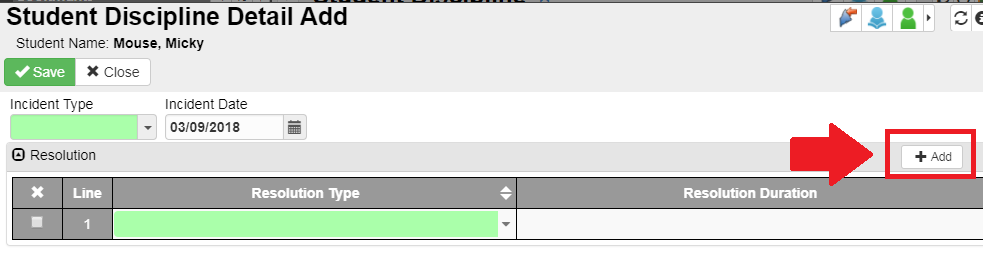 Student Discipline Detail Add
Student Name: Mouse, Micky
Save Close
Incident Type Incident Date
03/09/2018
Resolution
Add
Line Resolution Type Resolution Duration
1